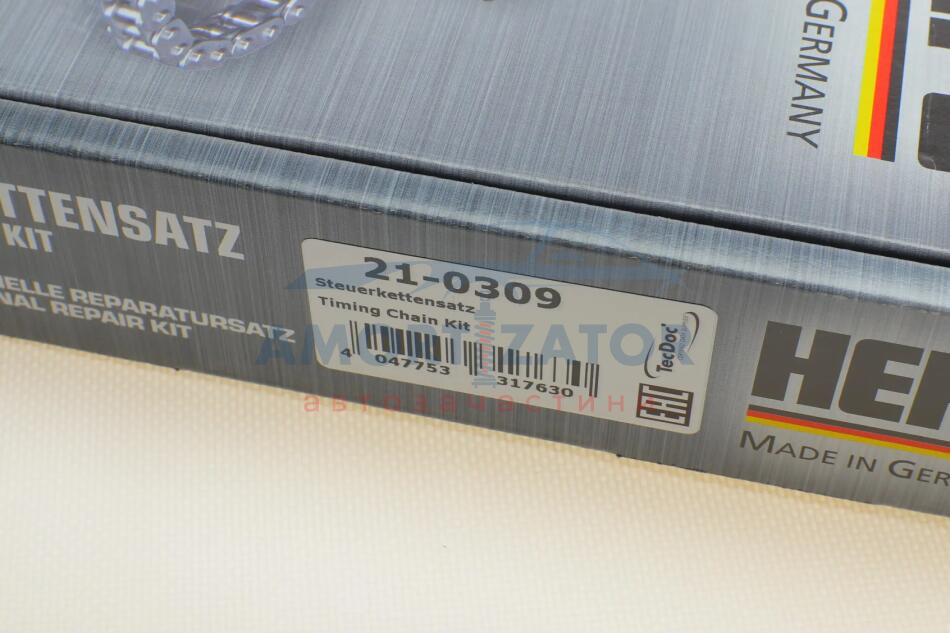 GERMANY
TTENSATZ
KIT
ELLE REPARATURSATZ
NAL REPAIR KIT
21-0309
Steuerkettensatz
Timing Chain Kit
4 047753 317630
TecDoc
EAC
HE
MADE IN GER
AMORTIZATOR
автозапчастини